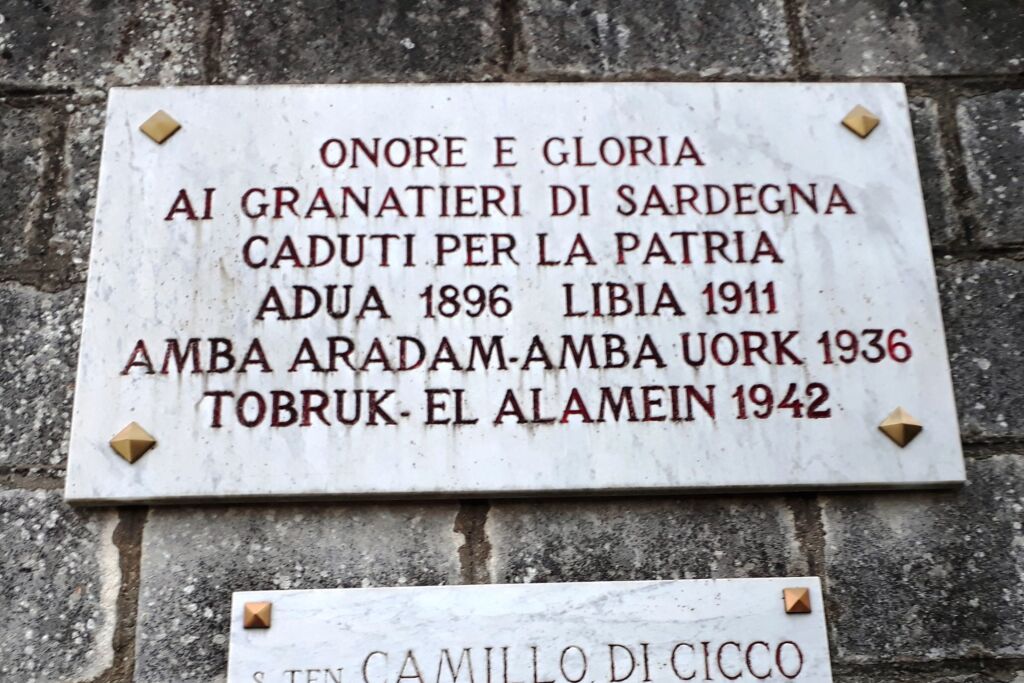 ONORE E GLORIA
AI GRANATIERI DI SARDEGNA
CADUTI PER LA PATRIA
ADUA 1896 LIBIA 1911
AMBA ARADAM-AMBA UORK 1936
TOBRUK-EL ALAMEIN 1942
S. TEN CAMILLO DI CICCO